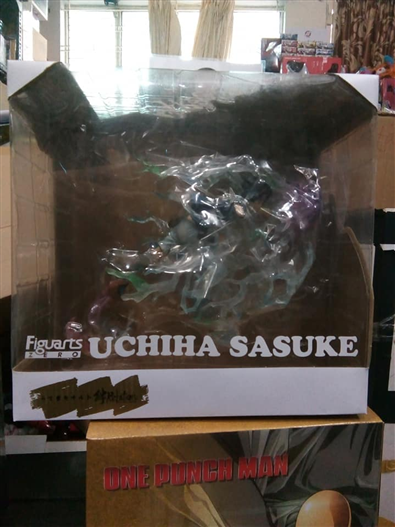 Figuarts
ZERO
UCHIHA SASUKE
ONE PUNCH MAN